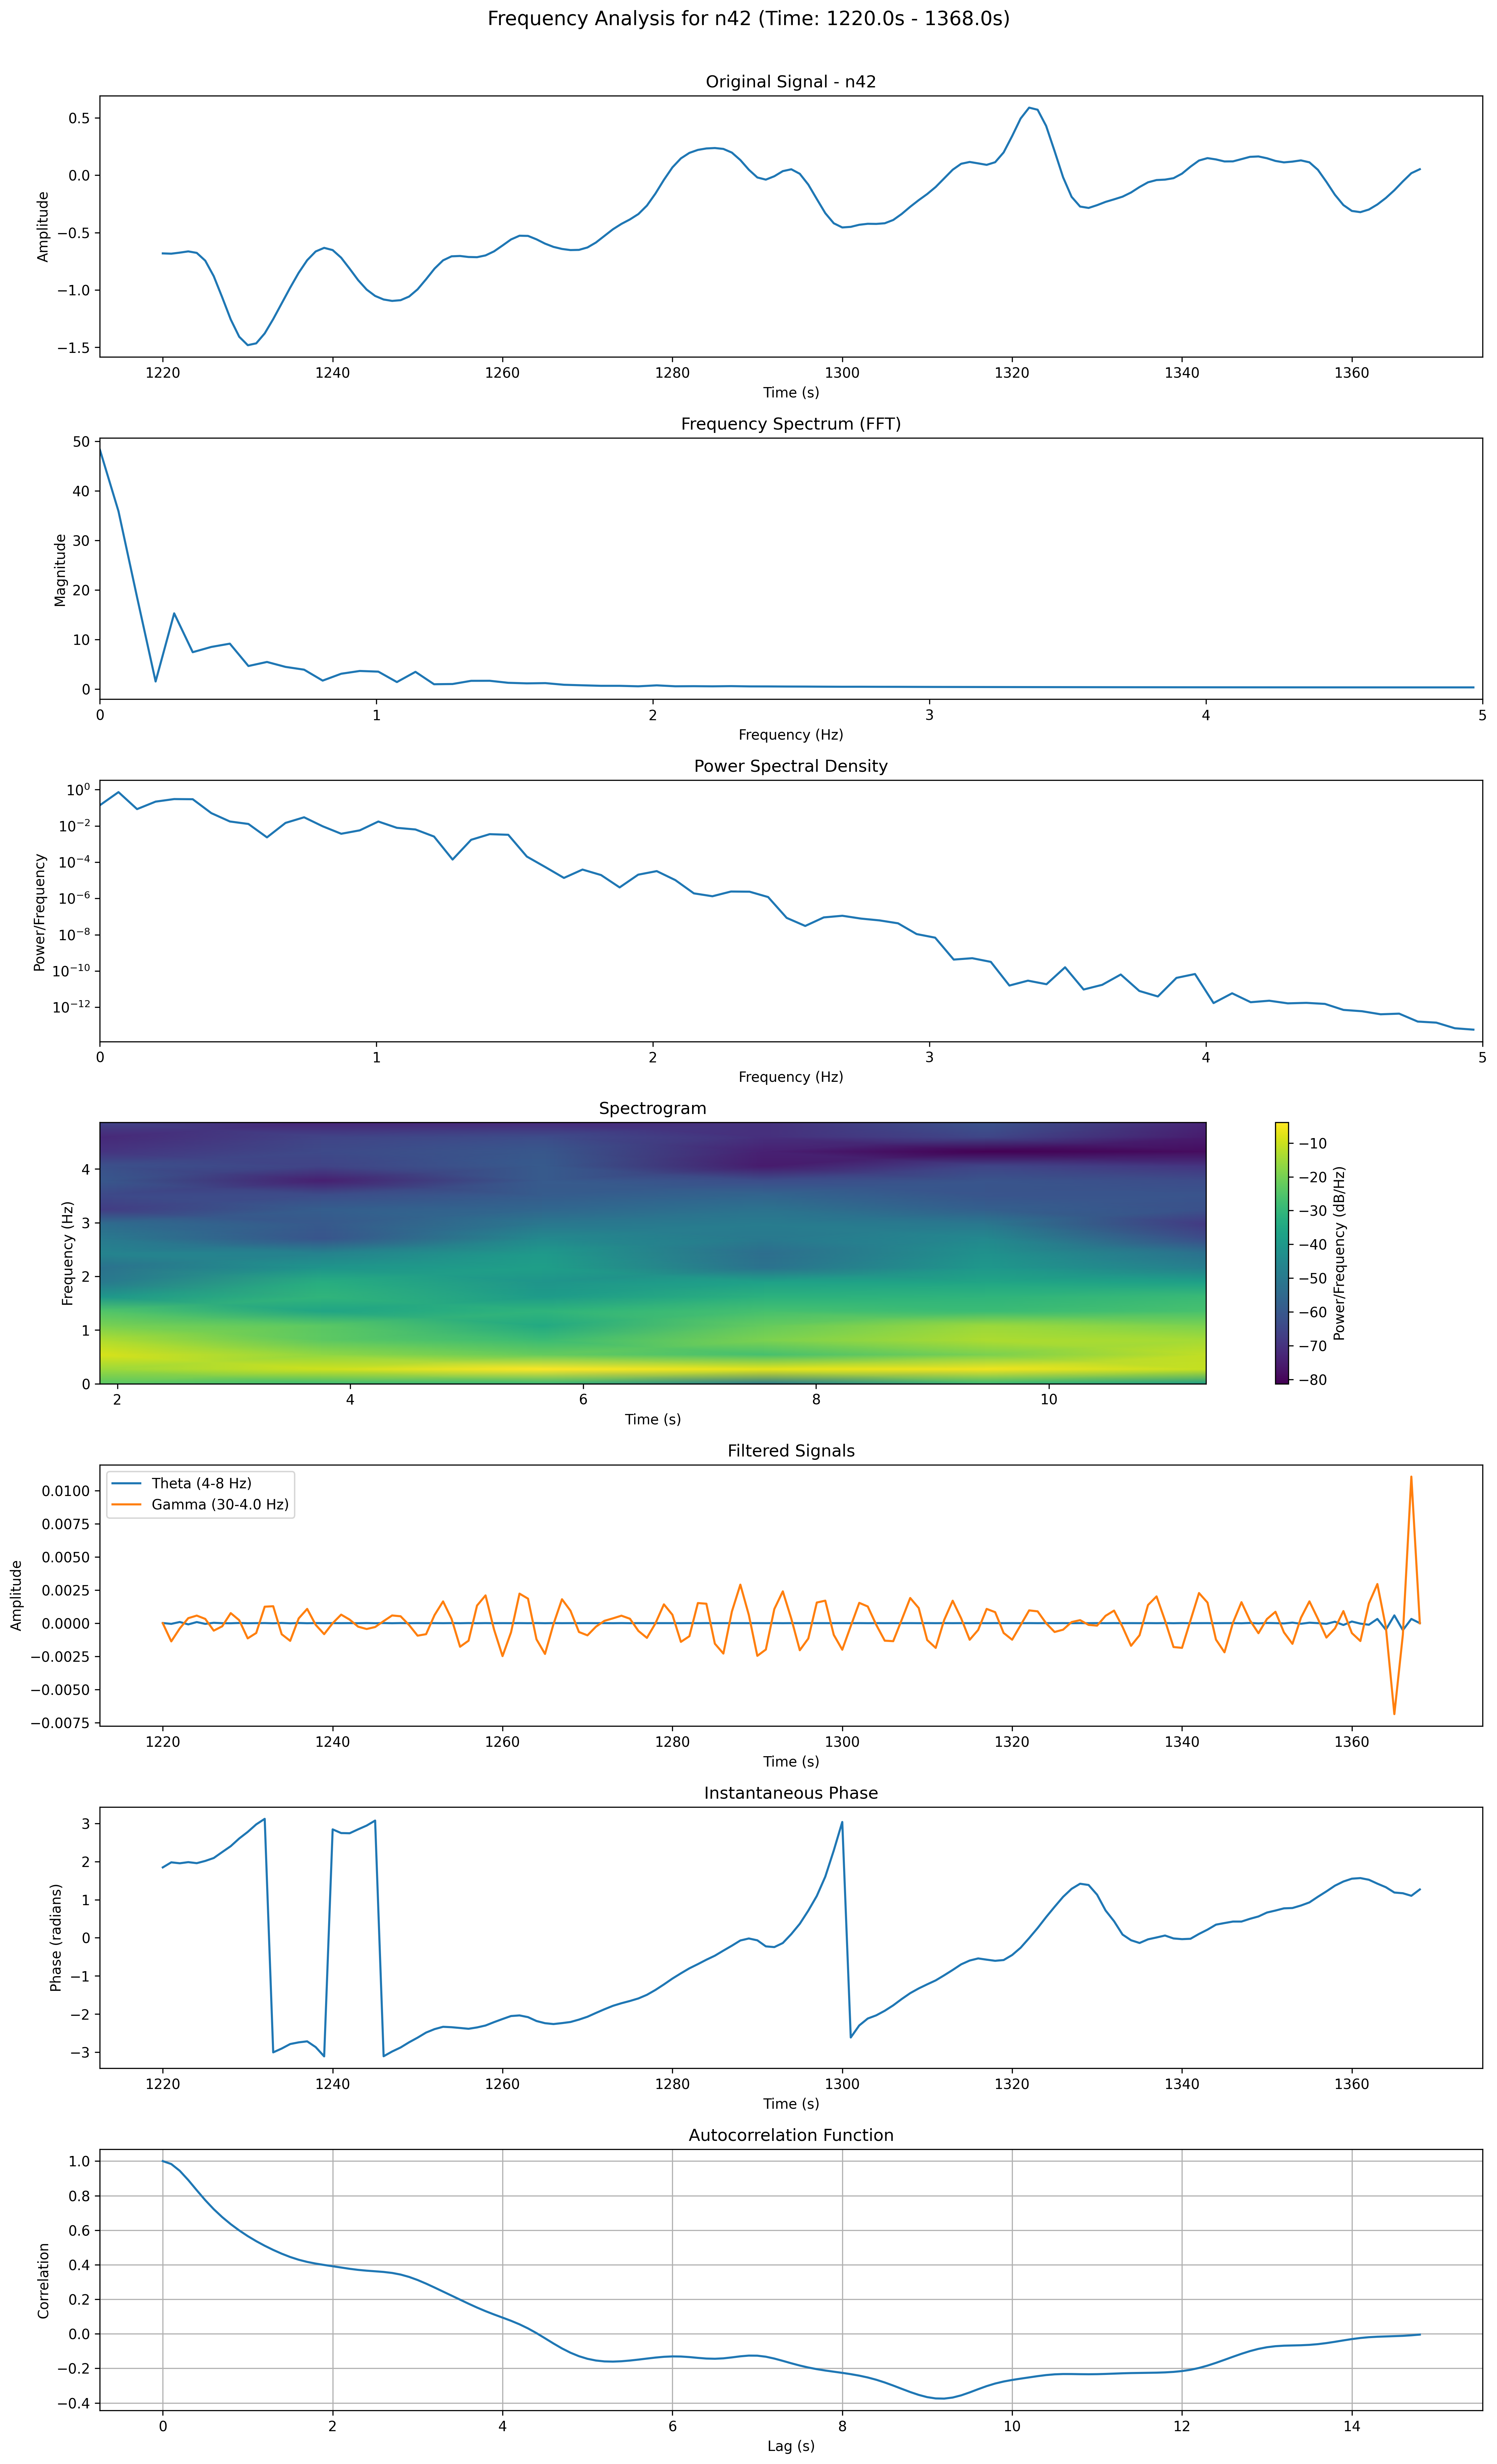 Frequency Analysis for n42 (Time: 1220.0s - 1368.0s)
Original Signal - n42
0.5
0.0
−0.5
−1.0
−1.5
Amplitude
1220 1240 1260 1280 1300 1320 1340 1360
Time (s)
Frequency Spectrum (FFT)
50
40
30
20
10
0
Magnitude
0 1 2 3 4 5
Frequency (Hz)
Power Spectral Density
10⁰
10⁻²
10⁻⁴
10⁻⁶
10⁻⁸
10⁻¹⁰
10⁻¹²
Power/Frequency
0 1 2 3 4 5
Frequency (Hz)
Spectrogram
4
3
2
1
0
Frequency (Hz)
2 4 6 8 10
Time (s)
−10
−20
−30
−40
−50
−60
−70
−80
Power/Frequency (dB/Hz)
Filtered Signals
Theta (4-8 Hz)
Gamma (30-4.0 Hz)
0.0100
0.0075
0.0050
0.0025
0.0000
−0.0025
−0.0050
−0.0075
Amplitude
1220 1240 1260 1280 1300 1320 1340 1360
Time (s)
Instantaneous Phase
3
2
1
0
−1
−2
−3
Phase (radians)
1220 1240 1260 1280 1300 1320 1340 1360
Time (s)
Autocorrelation Function
1.0
0.8
0.6
0.4
0.2
0.0
−0.2
−0.4
Correlation
0 2 4 6 8 10 12 14
Lag (s)